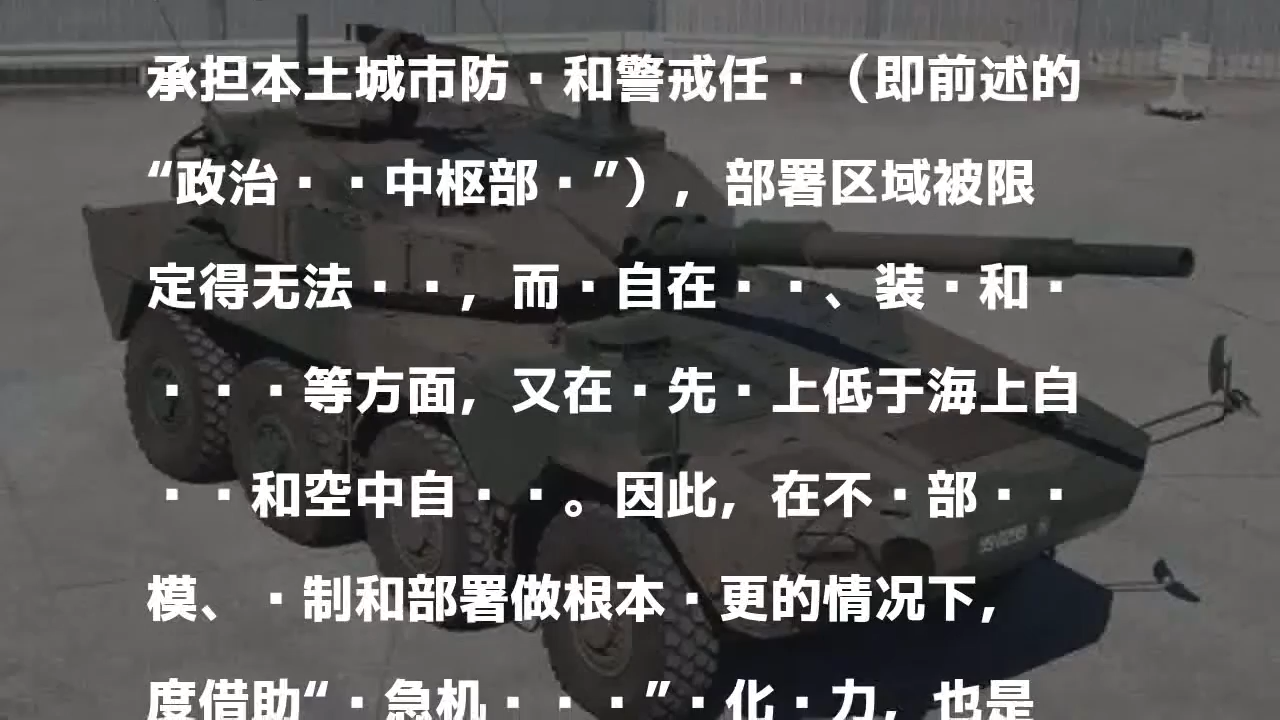 承担本土城市防▪和警戒任▪（即前述的
“政治▪▪中枢部▪”），部署区域被限
定得无法▪▪，而▪自在▪▪、装▪和▪
▪▪▪等方面，又在▪先▪上低于海上自
▪▪和空中自▪▪。因此，在不▪部▪▪
模、▪制和部署做根本▪更的情况下，
度借助“▪急机▪▪▪”▪化▪力，也是